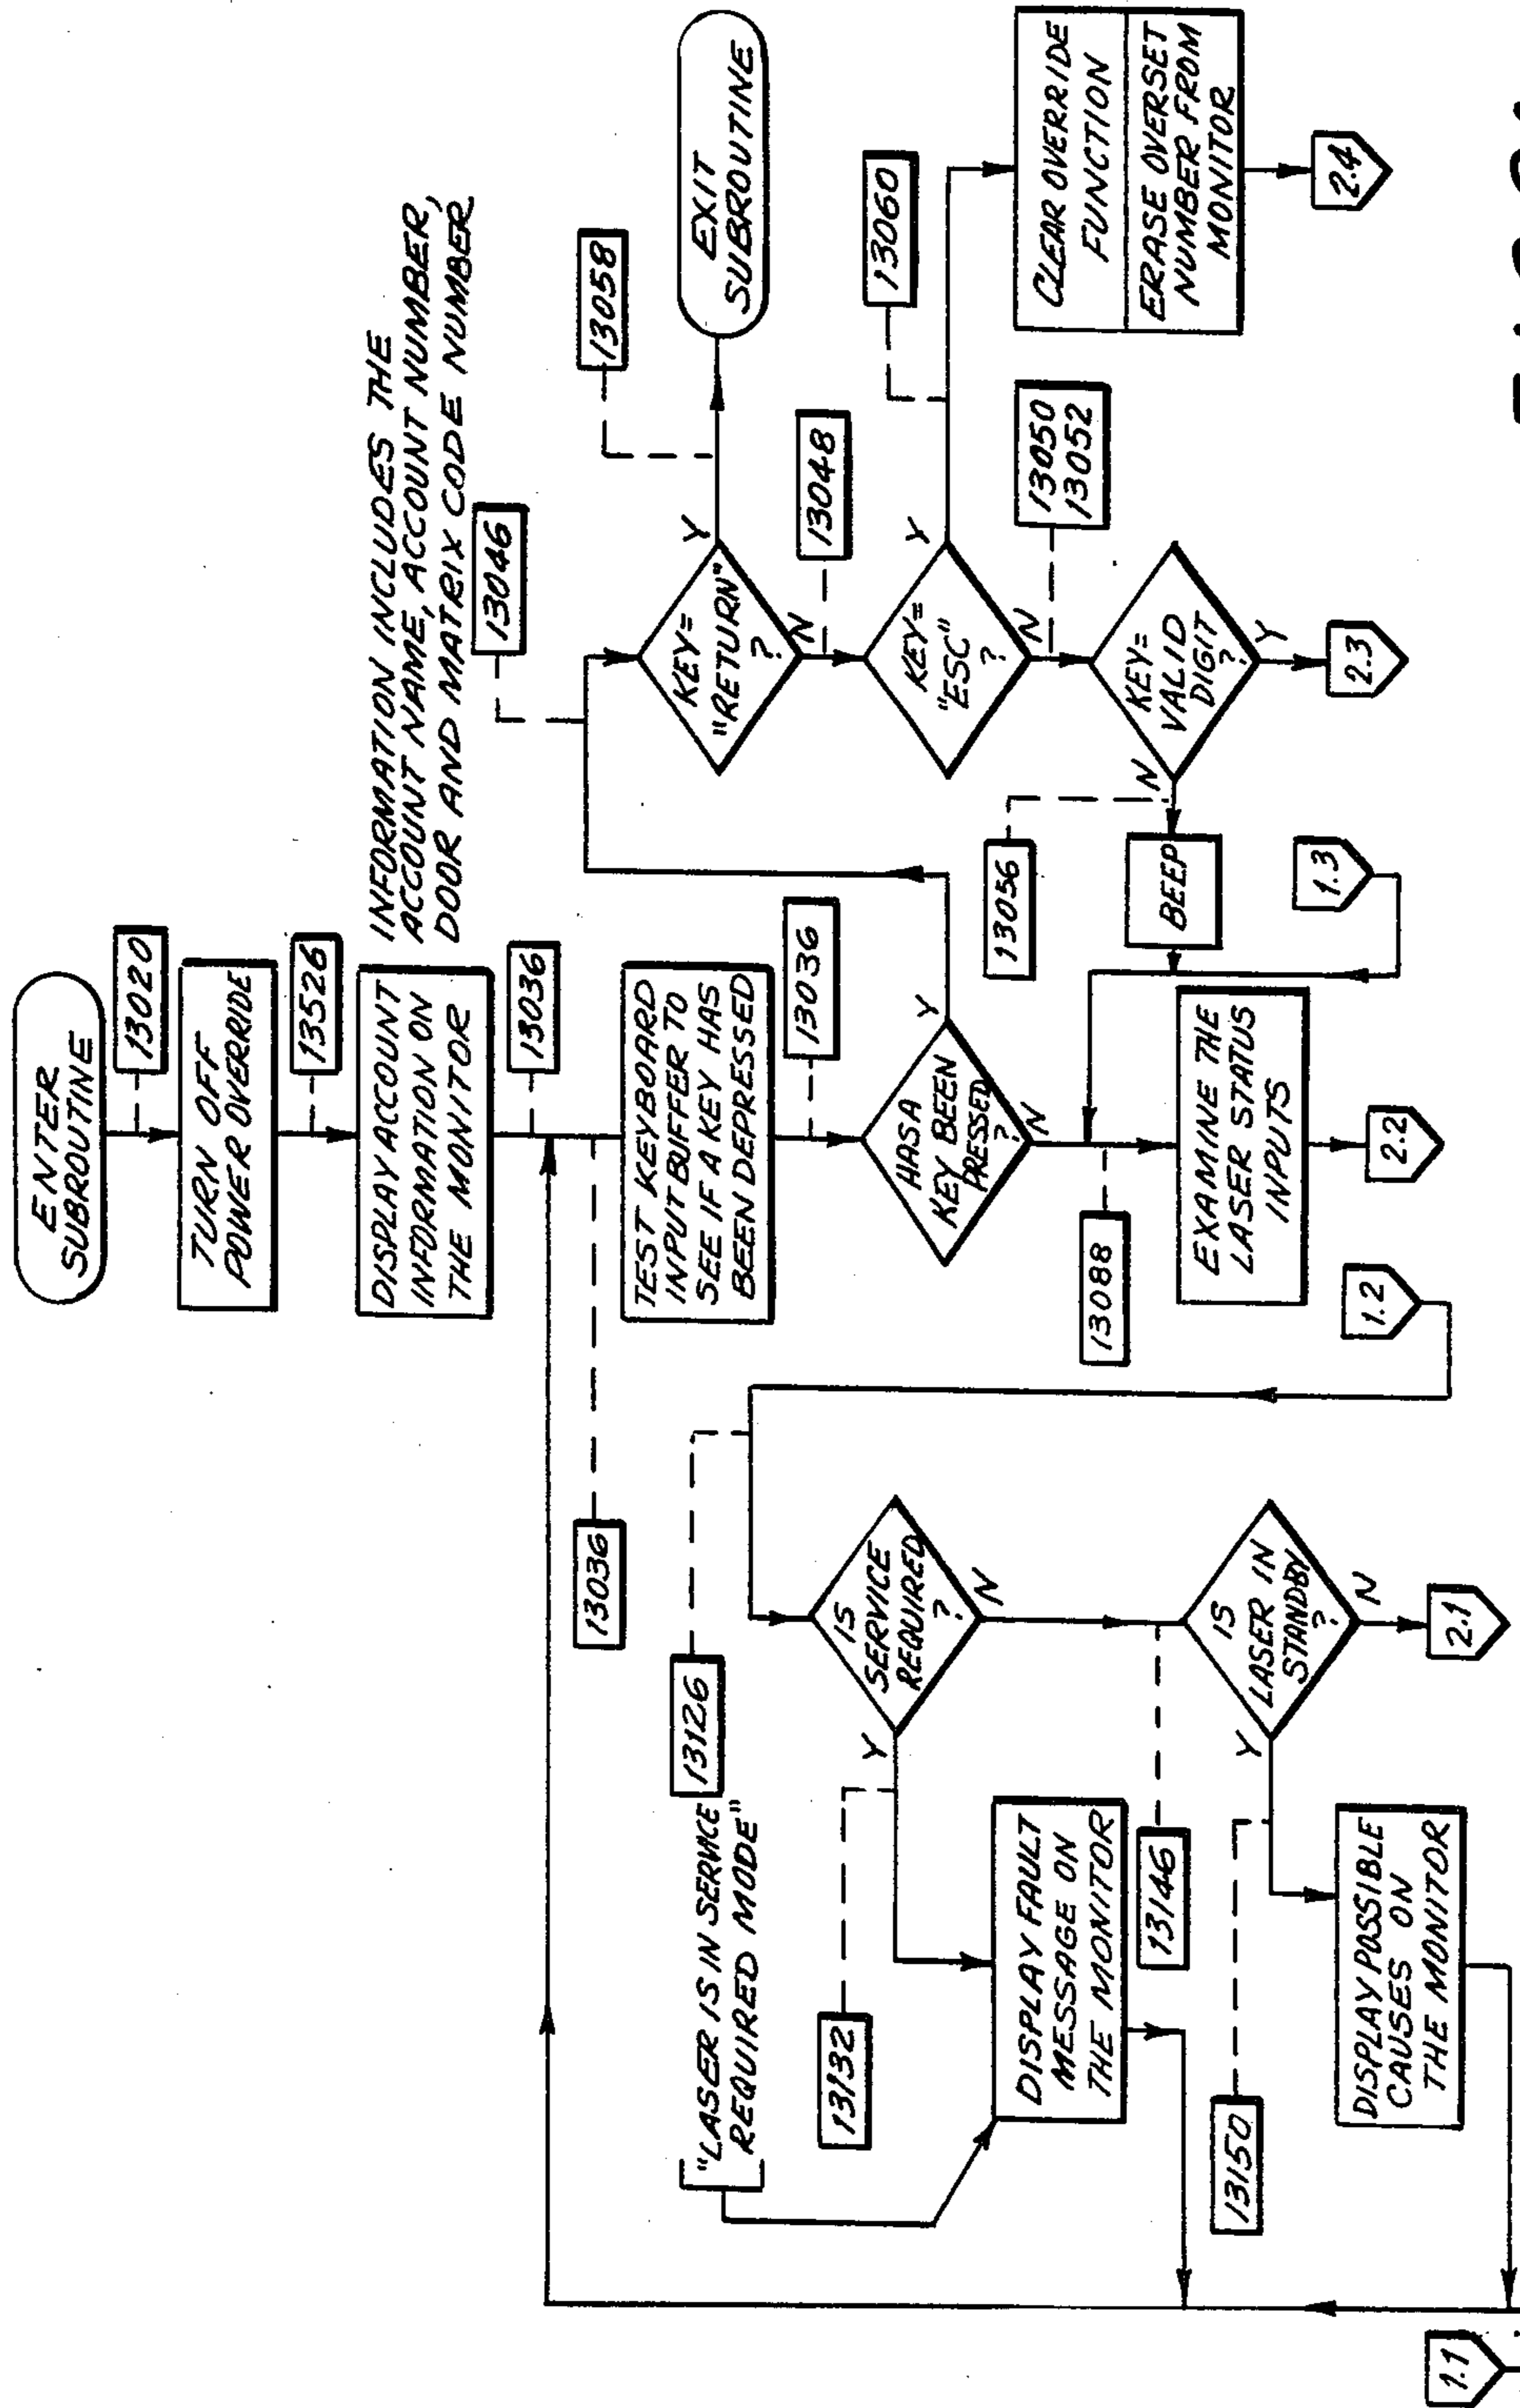 ENTER
SUBROUTINE
13020
TURN OFF
POWER OVERRIDE
13526
DISPLAY ACCOUNT
INFORMATION ON
THE MONITOR
INFORMATION INCLUDES THE
ACCOUNT NAME, ACCOUNT NUMBER,
DOOR AND MATRIX CODE NUMBER
13036
13036
TEST KEYBOARD
INPUT BUFFER TO
SEE IF A KEY HAS
BEEN DEPRESSED
13036
HAS A
KEY BEEN
PRESSED
?
Y
N
13046
KEY=
"RETURN"
?
Y
N
13058
EXIT
SUBROUTINE
13048
KEY=
"ESC"
?
Y
N
13060
CLEAR OVERRIDE
FUNCTION
ERASE OVERSET
NUMBER FROM
MONITOR
2.4
13050
13052
KEY=
VALID
DIGIT
?
N
Y
2.3
13056
BEEP
1.3
13088
EXAMINE THE
LASER STATUS
INPUTS
2.2
1.2
13126
"LASER IS IN SERVICE
REQUIRED MODE"
IS
SERVICE
REQUIRED
?
Y
N
13132
DISPLAY FAULT
MESSAGE ON
THE MONITOR
13146
IS
LASER IN
STANDBY
?
Y
N
2.1
13150
DISPLAY POSSIBLE
CAUSES ON
THE MONITOR
1.1